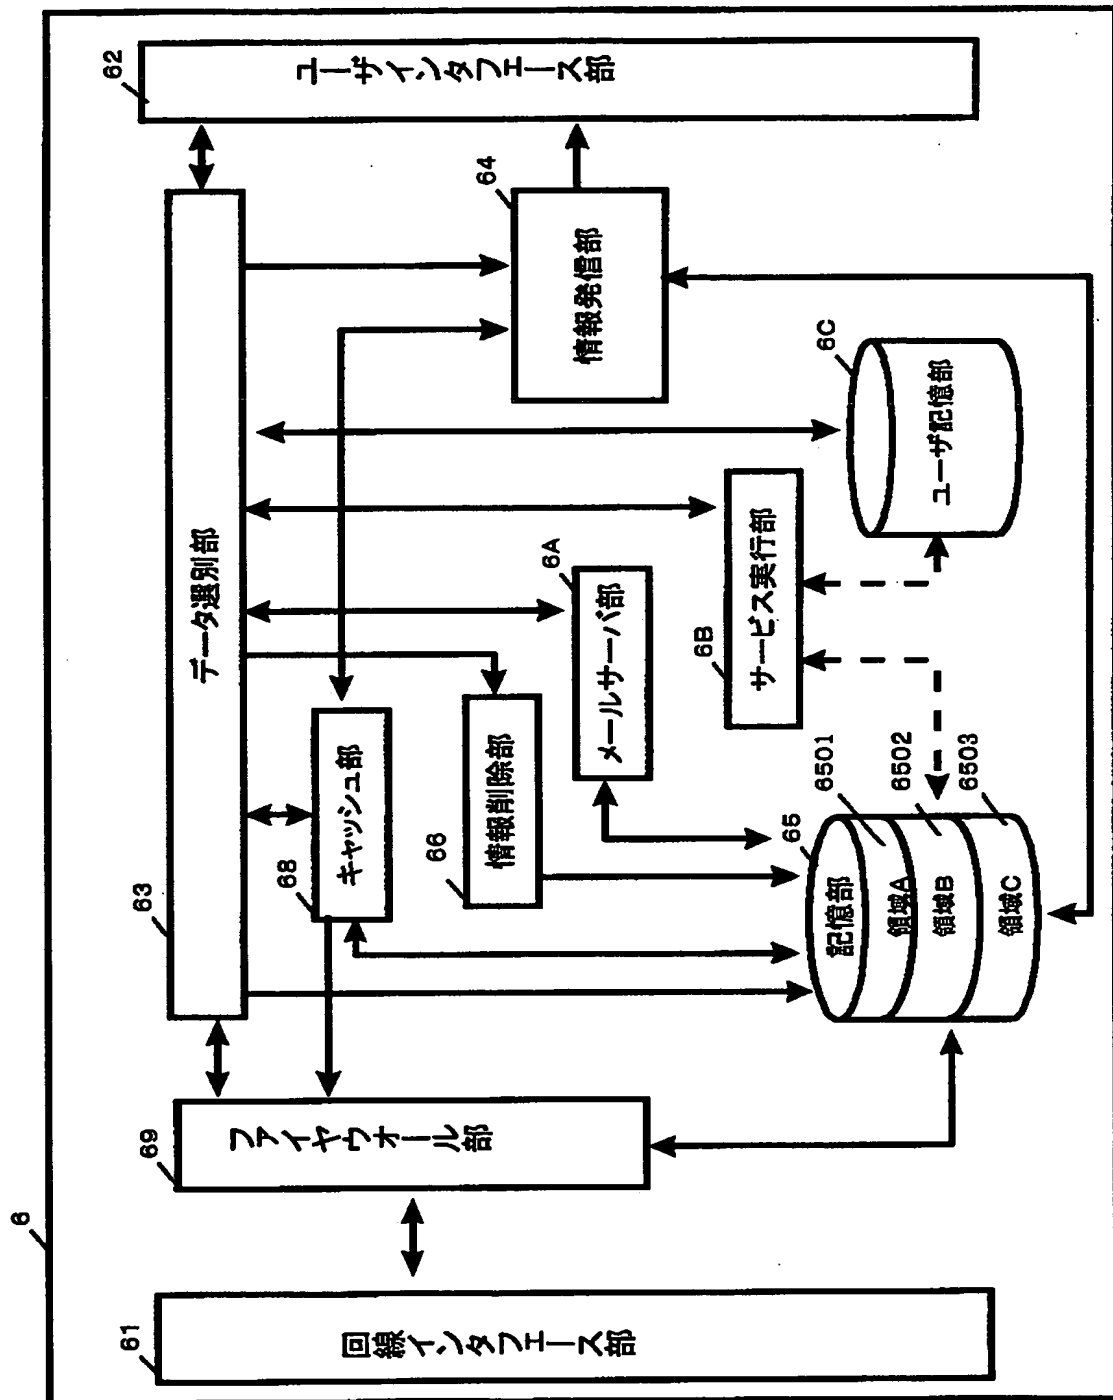 6
61
回線インタフェース部
69
ファイヤウオール部
63
データ選別部
68
キャッシュ部
66
情報削除部
6A
メールサーバ部
6B
サービス実行部
64
情報発信部
62
ユーザインタフェース部
65
記憶部
領域A
6501
領域B
6502
領域C
6503
6C
ユーザ記憶部